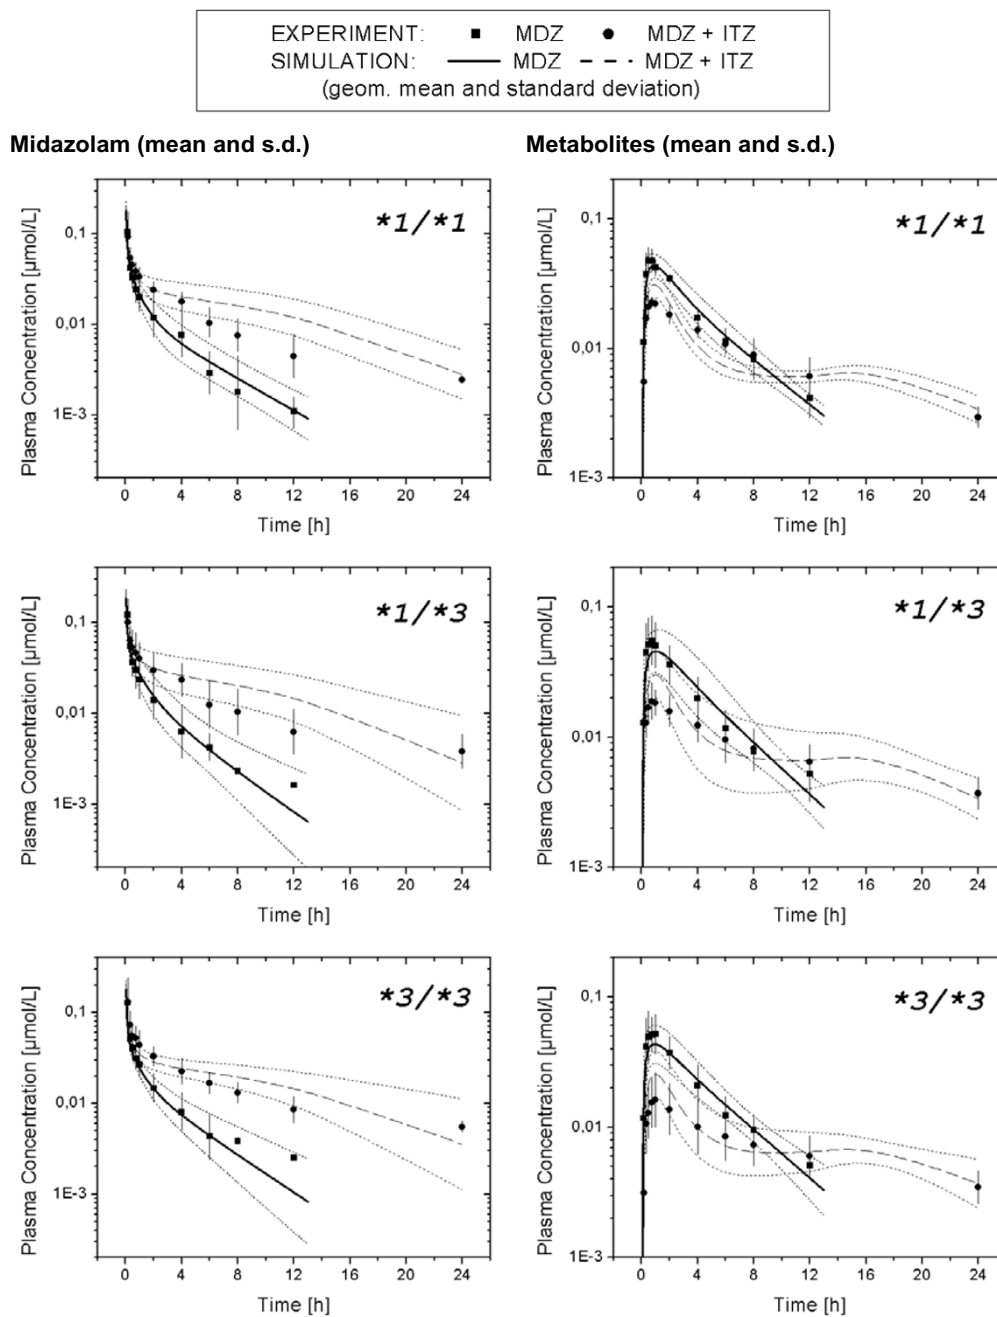 EXPERIMENT: MDZ MDZ + ITZ
SIMULATION: MDZ MDZ + ITZ
(geom. mean and standard deviation)
Midazolam (mean and s.d.)
Metabolites (mean and s.d.)
*1/*1
Plasma Concentration [µmol/L]
0,1
0,01
1E-3
0 4 8 12 16 20 24
Time [h]
*1/*1
Plasma Concentration [µmol/L]
0,1
0,01
1E-3
0 4 8 12 16 20 24
Time [h]
*1/*3
Plasma Concentration [µmol/L]
0,1
0,01
1E-3
0 4 8 12 16 20 24
Time [h]
*1/*3
Plasma Concentration [µmol/L]
0,1
0,01
1E-3
0 4 8 12 16 20 24
Time [h]
*3/*3
Plasma Concentration [µmol/L]
0,1
0,01
1E-3
0 4 8 12 16 20 24
Time [h]
*3/*3
Plasma Concentration [µmol/L]
0,1
0,01
1E-3
0 4 8 12 16 20 24
Time [h]